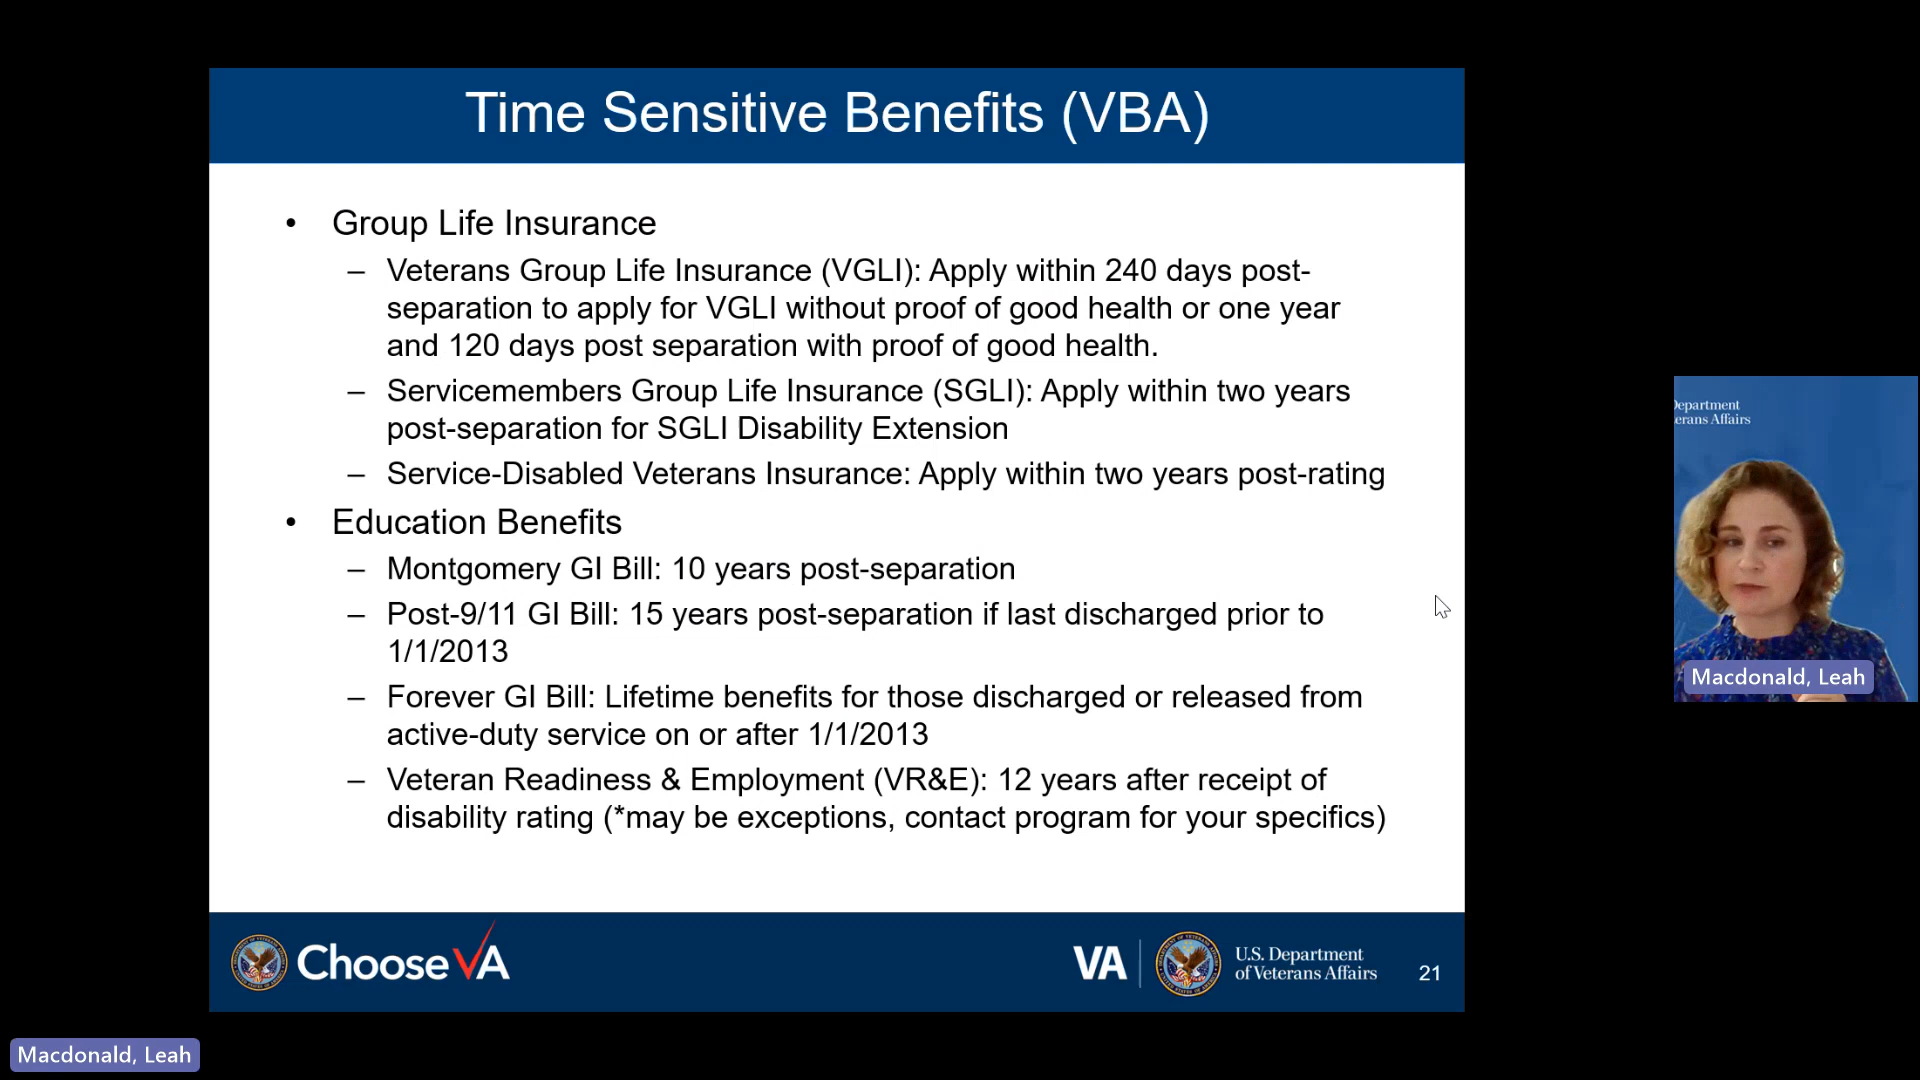 Time Sensitive Benefits (VBA)
• Group Life Insurance
– Veterans Group Life Insurance (VGLI): Apply within 240 days post-
separation to apply for VGLI without proof of good health or one year
and 120 days post separation with proof of good health.
– Servicemembers Group Life Insurance (SGLI): Apply within two years
post-separation for SGLI Disability Extension
– Service-Disabled Veterans Insurance: Apply within two years post-rating
• Education Benefits
– Montgomery GI Bill: 10 years post-separation
– Post-9/11 GI Bill: 15 years post-separation if last discharged prior to
1/1/2013
– Forever GI Bill: Lifetime benefits for those discharged or released from
active-duty service on or after 1/1/2013
– Veteran Readiness & Employment (VR&E): 12 years after receipt of
disability rating (*may be exceptions, contact program for your specifics)
Choose VA
VA
U.S. Department
of Veterans Affairs
21
epartment
erans Affairs
Macdonald, Leah
Macdonald, Leah